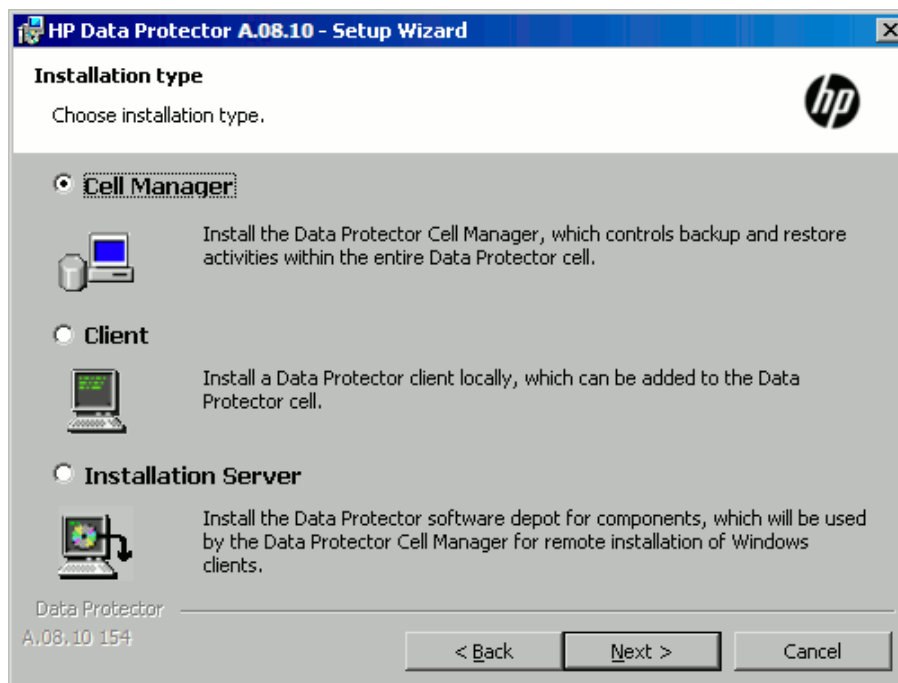 HP Data Protector A.08.10 - Setup Wizard
Installation type
Choose installation type.
hp
Cell Manager
Install the Data Protector Cell Manager, which controls backup and restore
activities within the entire Data Protector cell.
Client
Install a Data Protector client locally, which can be added to the Data
Protector cell.
Installation Server
Install the Data Protector software depot for components, which will be used
by the Data Protector Cell Manager for remote installation of Windows
clients.
Data Protector
A.08.10 154
< Back Next > Cancel